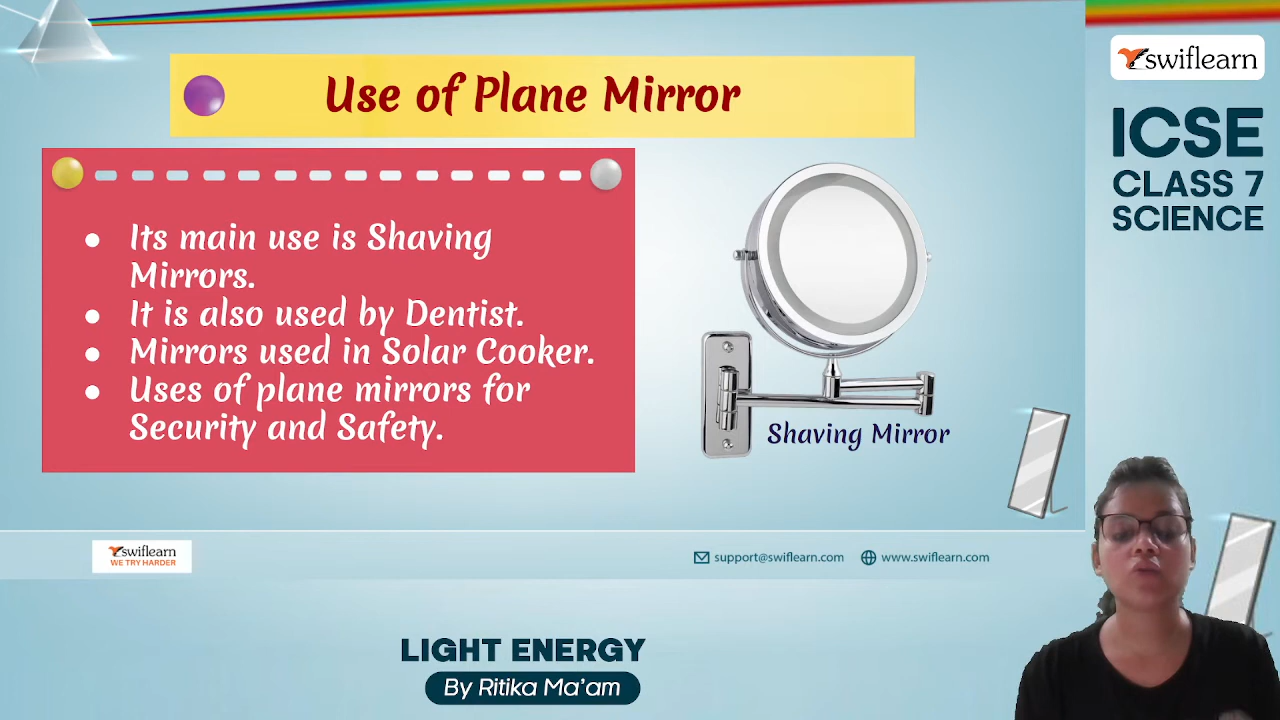 Use of Plane Mirror
swiflearn
ICSE
CLASS 7
SCIENCE
● Its main use is Shaving
Mirrors.
● It is also used by Dentist.
● Mirrors used in Solar Cooker.
● Uses of plane mirrors for
Security and Safety.
Shaving Mirror
swiflearn
WE TRY HARDER
support@swiflearn.com www.swiflearn.com
LIGHT ENERGY
By Ritika Ma'am